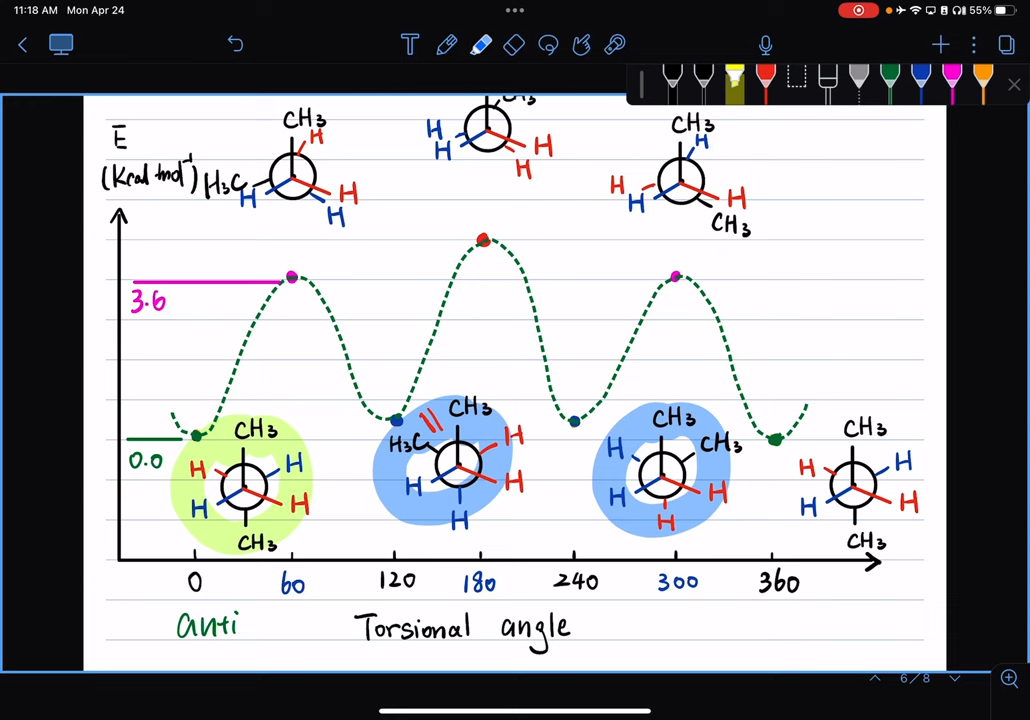 11:18 AM Mon Apr 24
55%
T
CH₃
E
CH₃ H
H H
H H
CH₃ H
(Kcal mol⁻¹)
H₃C H H H
H H H CH₃
3.6
0.0
CH₃
H H
H H
CH₃
CH₃
H₃C H
H H
H
CH₃
H CH₃
H H
H
CH₃
H H
H H
CH₃
0 60 120 180 240 300 360
anti Torsional angle
6/8